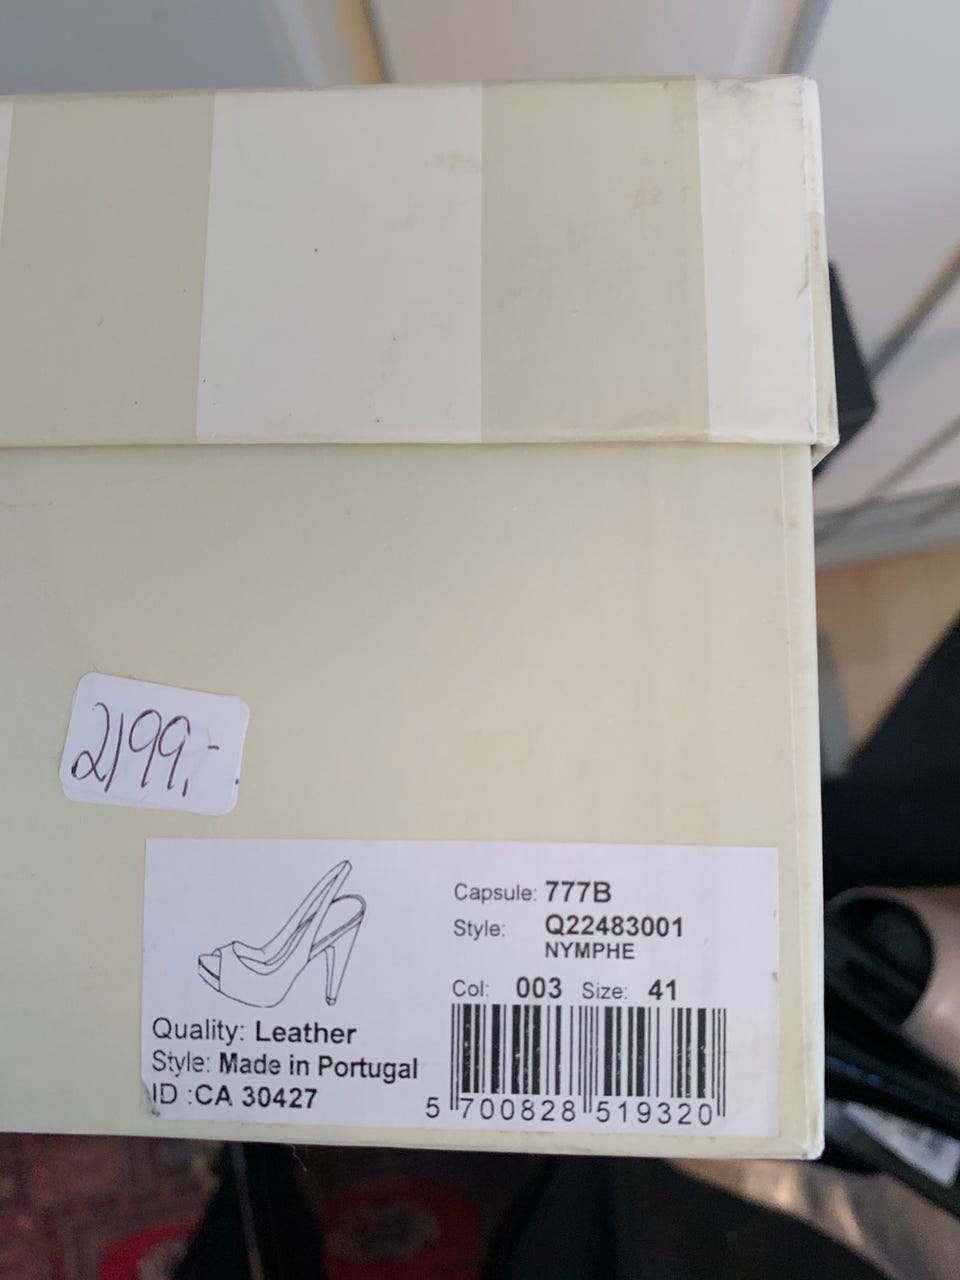 2199,-
Capsule: 777B
Style: Q22483001
NYMPHE
Col: 003 Size: 41
Quality: Leather
Style: Made in Portugal
ID :CA 30427
5 700828 519320